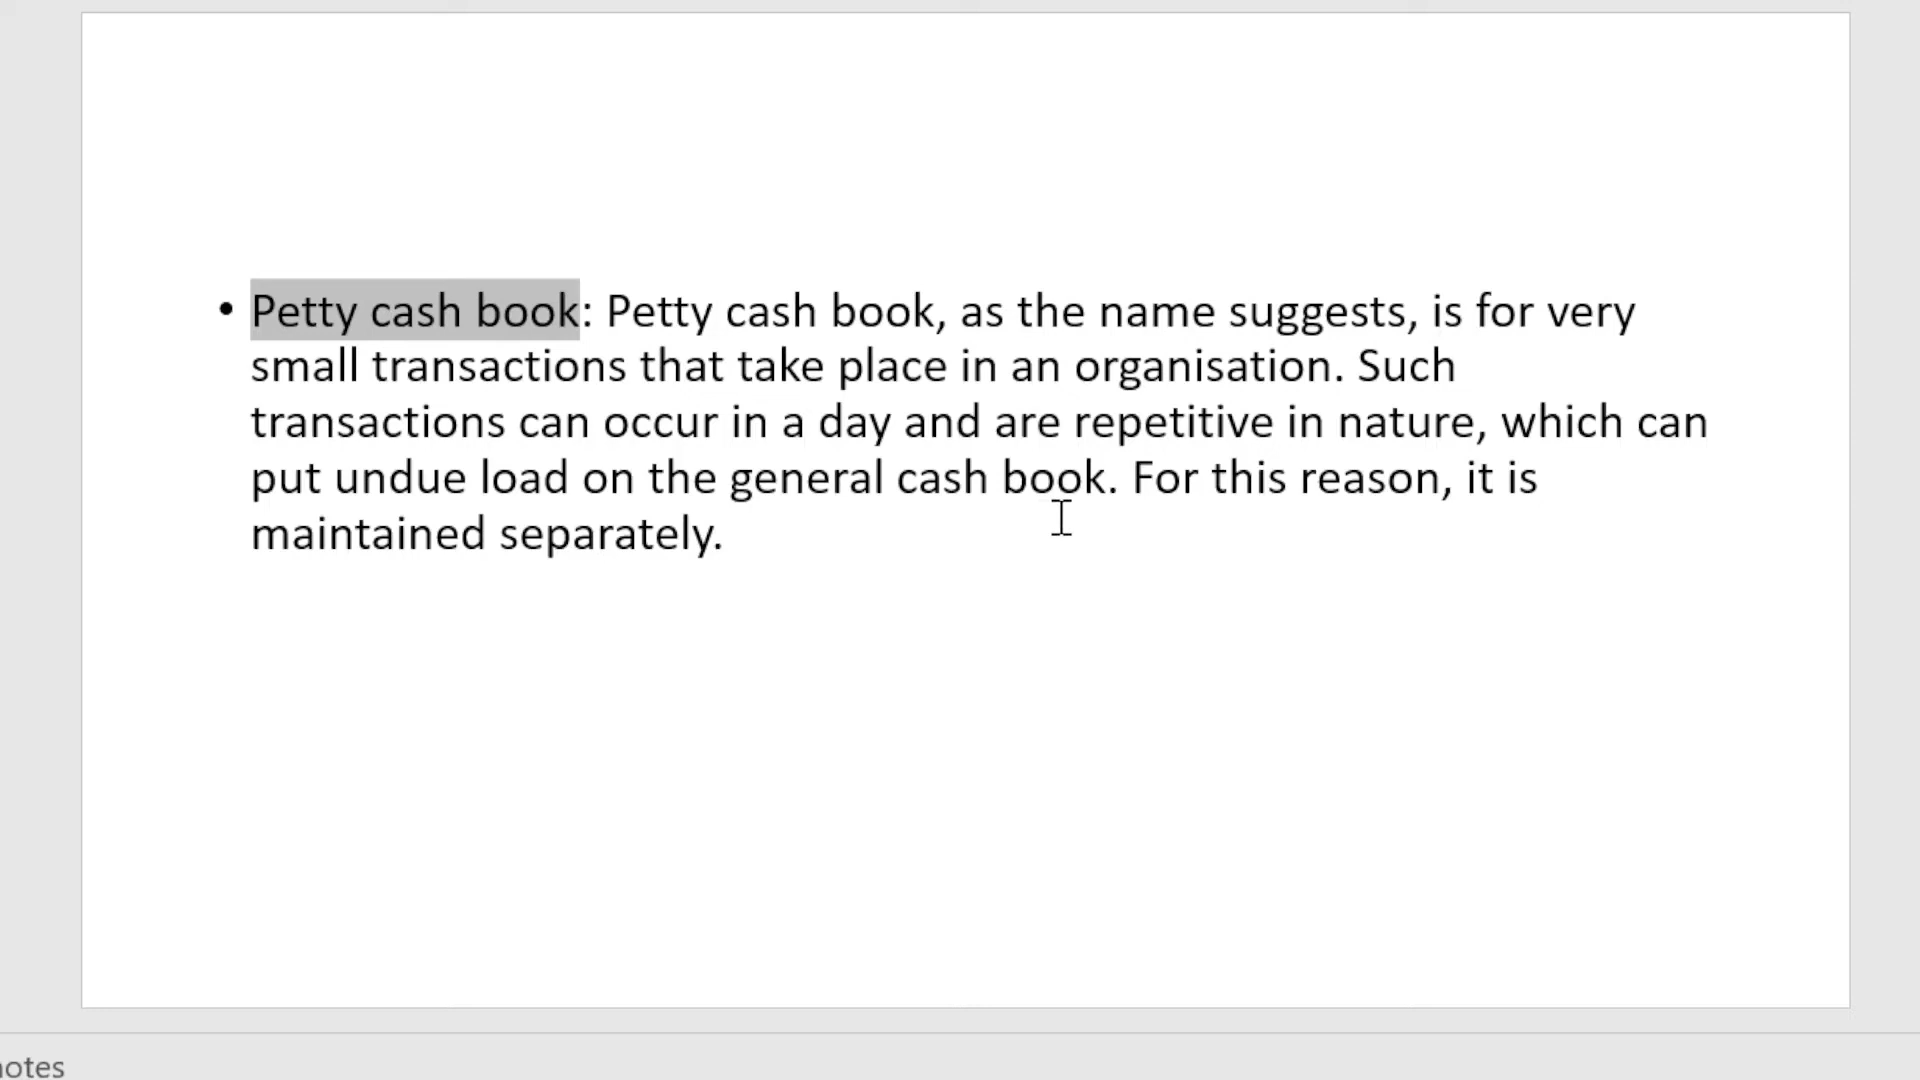 • Petty cash book: Petty cash book, as the name suggests, is for very
small transactions that take place in an organisation. Such
transactions can occur in a day and are repetitive in nature, which can
put undue load on the general cash book. For this reason, it is
maintained separately.
notes